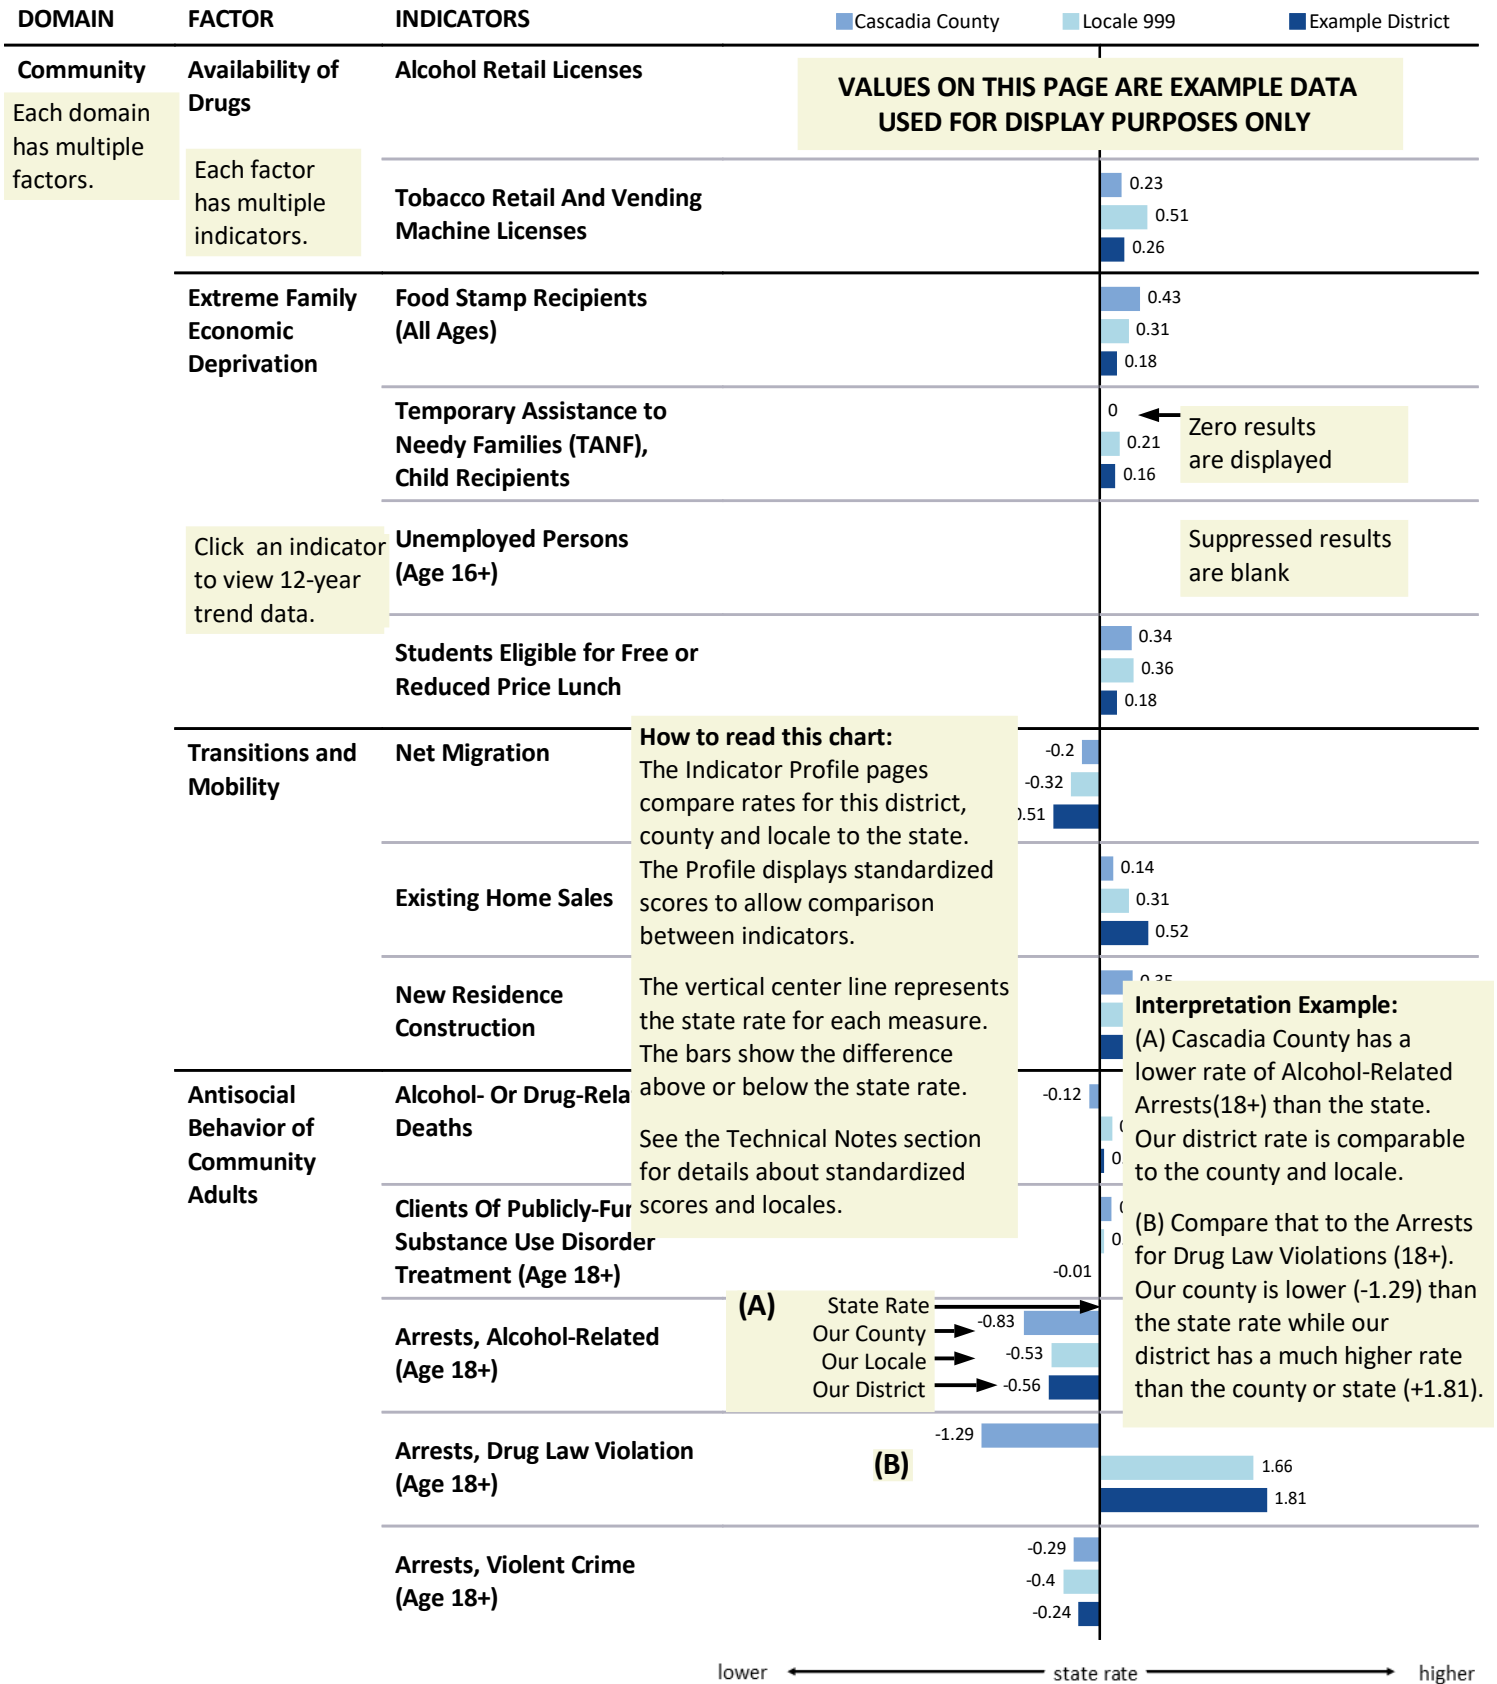 DOMAIN FACTOR INDICATORS Cascadia County Locale 999 Example District
Community
Each domain
has multiple
factors.
Availability of
Drugs
Each factor
has multiple
indicators.
Alcohol Retail Licenses
VALUES ON THIS PAGE ARE EXAMPLE DATA
USED FOR DISPLAY PURPOSES ONLY
Tobacco Retail And Vending
Machine Licenses
0.23
0.51
0.26
Extreme Family
Economic
Deprivation
Food Stamp Recipients
(All Ages)
0.43
0.31
0.18
Temporary Assistance to
Needy Families (TANF),
Child Recipients
0
0.21
0.16
Zero results
are displayed
Click an indicator
to view 12-year
trend data.
Unemployed Persons
(Age 16+)
Suppressed results
are blank
Students Eligible for Free or
Reduced Price Lunch
0.34
0.36
0.18
Transitions and
Mobility
Net Migration
-0.2
-0.32
.51
How to read this chart:
The Indicator Profile pages
compare rates for this district,
county and locale to the state.
The Profile displays standardized
scores to allow comparison
between indicators.
The vertical center line represents
the state rate for each measure.
The bars show the difference
above or below the state rate.
See the Technical Notes section
for details about standardized
scores and locales.
Existing Home Sales
0.14
0.31
0.52
New Residence
Construction
Interpretation Example:
(A) Cascadia County has a
lower rate of Alcohol-Related
Arrests(18+) than the state.
Our district rate is comparable
to the county and locale.
(B) Compare that to the Arrests
for Drug Law Violations (18+).
Our county is lower (-1.29) than
the state rate while our
district has a much higher rate
than the county or state (+1.81).
Antisocial
Behavior of
Community
Adults
Alcohol- Or Drug-Rela
Deaths
-0.12
0.
Clients Of Publicly-Fur
Substance Use Disorder
Treatment (Age 18+)
0.
-0.01
Arrests, Alcohol-Related
(Age 18+)
(A)
State Rate
Our County
Our Locale
Our District
-0.83
-0.53
-0.56
Arrests, Drug Law Violation
(Age 18+)
(B)
-1.29
1.66
1.81
Arrests, Violent Crime
(Age 18+)
-0.29
-0.4
-0.24
lower state rate higher